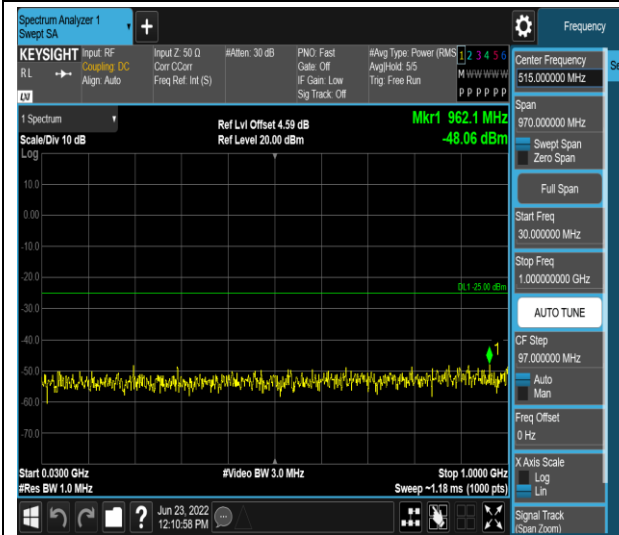 Spectrum Analyzer 1
Swept SA
+
Frequency
KEYSIGHT
RL
LXI
Input: RF
Coupling: DC
Align: Auto
Input Z: 50 Ω
Corr CCorr
Freq Ref: Int (S)
#Atten: 30 dB
PNO: Fast
Gate: Off
IF Gain: Low
Sig Track: Off
#Avg Type: Power (RMS
Avg|Hold: 5/5
Trig: Free Run
1 2 3 4 5 6
M W W W W W
P P P P P P
1 Spectrum
Scale/Div 10 dB
Log
Ref Lvl Offset 4.59 dB
Ref Level 20.00 dBm
Mkr1 962.1 MHz
-48.06 dBm
10.0
0.00
-10.0
-20.0
DL1 -25.00 dBm
-30.0
-40.0
1
-50.0
-60.0
-70.0
Start 0.0300 GHz
#Res BW 1.0 MHz
#Video BW 3.0 MHz
Stop 1.0000 GHz
Sweep ~1.18 ms (1000 pts)
?
Jun 23, 2022
12:10:58 PM
Center Frequency
515.000000 MHz
Se
Span
970.000000 MHz
Swept Span
Zero Span
Full Span
Start Freq
30.000000 MHz
Stop Freq
1.000000000 GHz
AUTO TUNE
CF Step
97.000000 MHz
Auto
Man
Freq Offset
0 Hz
X Axis Scale
Log
Lin
Signal Track
(Span Zoom)